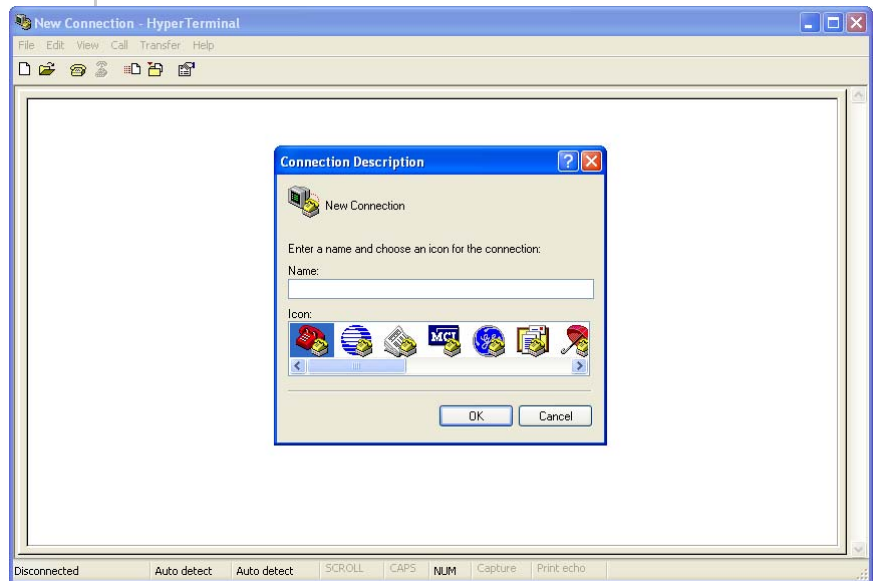 New Connection - HyperTerminal
File Edit View Call Transfer Help
Connection Description
New Connection
Enter a name and choose an icon for the connection:
Name:
Icon:
MCI
OK Cancel
Disconnected Auto detect Auto detect SCROLL CAPS NUM Capture Print echo